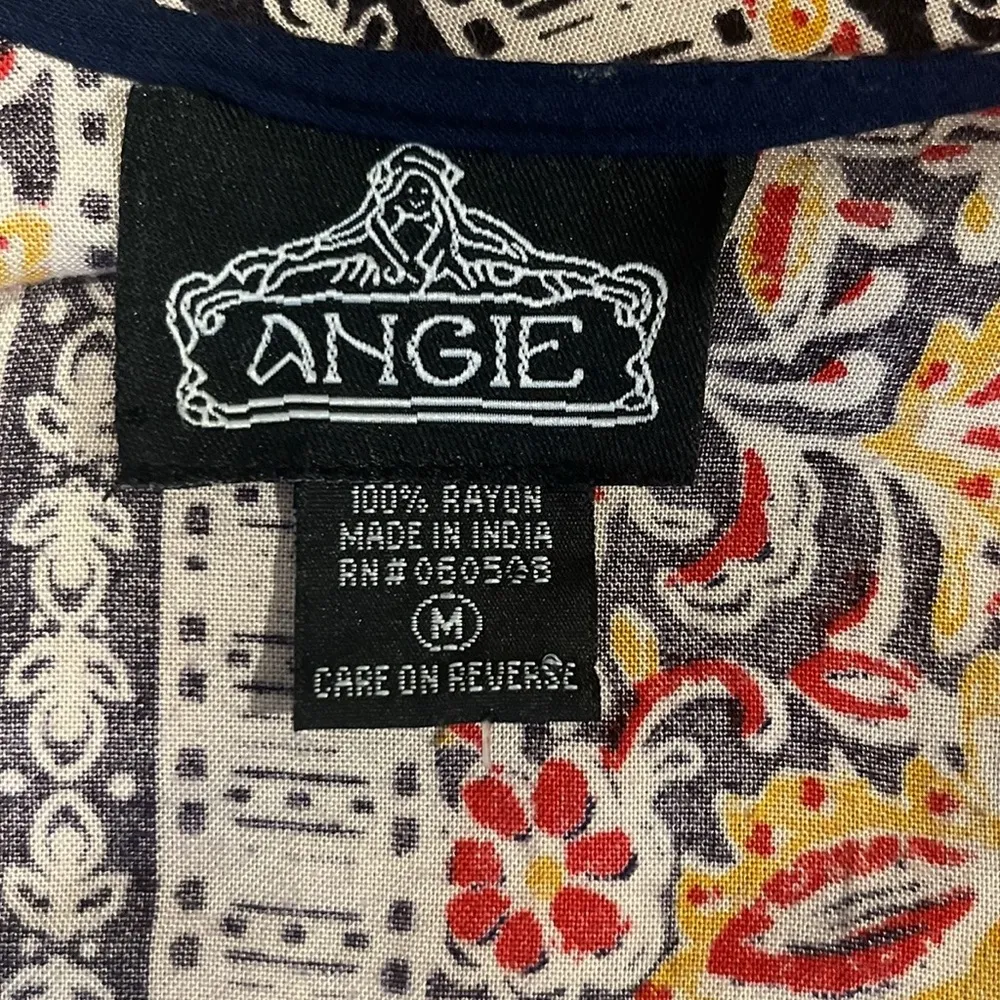 ANGIE
100% RAYON
MADE IN INDIA
RN#060508
M
CARE ON REVERSE